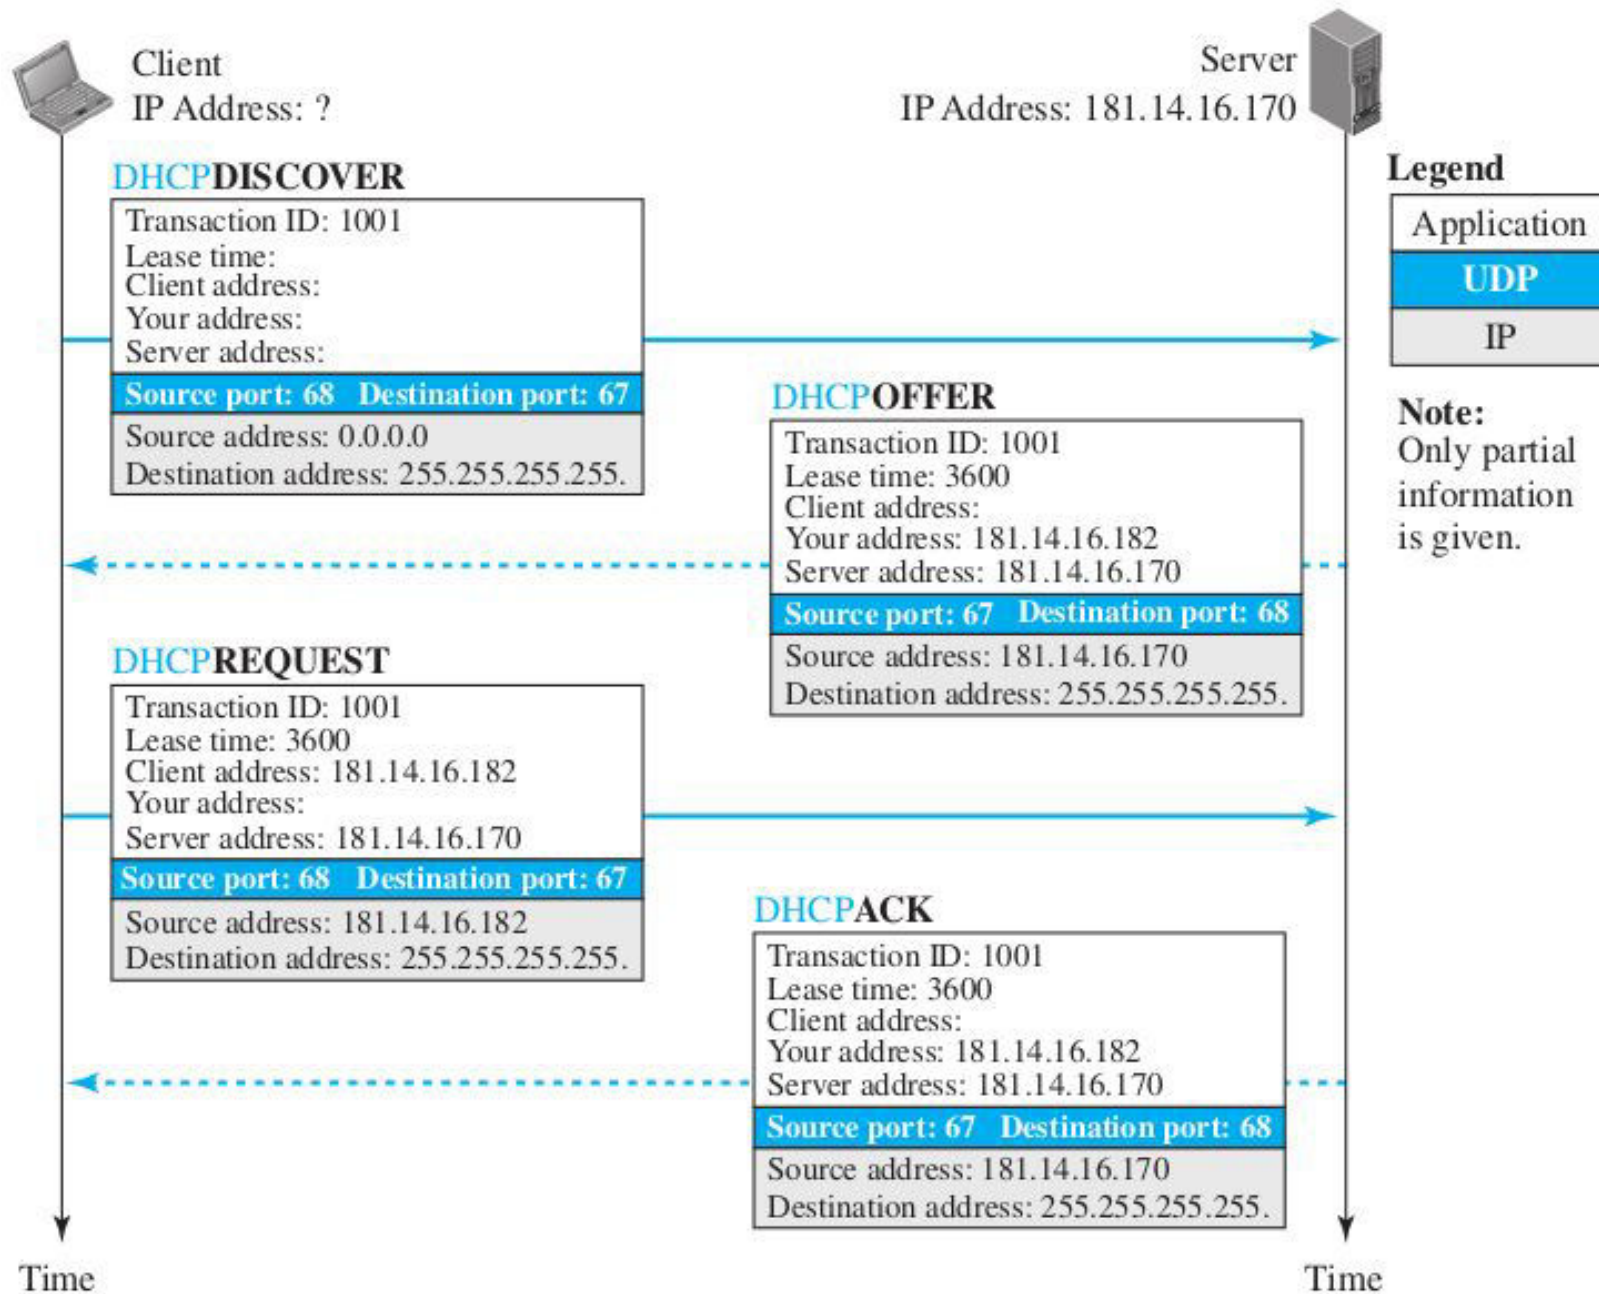 Client
IP Address: ?
Server
IP Address: 181.14.16.170
Legend
Application
UDP
IP
Note:
Only partial
information
is given.
DHCPDISCOVER
Transaction ID: 1001
Lease time:
Client address:
Your address:
Server address:
Source port: 68 Destination port: 67
Source address: 0.0.0.0
Destination address: 255.255.255.255.
DHCPOFFER
Transaction ID: 1001
Lease time: 3600
Client address:
Your address: 181.14.16.182
Server address: 181.14.16.170
Source port: 67 Destination port: 68
Source address: 181.14.16.170
Destination address: 255.255.255.255.
DHCPREQUEST
Transaction ID: 1001
Lease time: 3600
Client address: 181.14.16.182
Your address:
Server address: 181.14.16.170
Source port: 68 Destination port: 67
Source address: 181.14.16.182
Destination address: 255.255.255.255.
DHCPACK
Transaction ID: 1001
Lease time: 3600
Client address:
Your address: 181.14.16.182
Server address: 181.14.16.170
Source port: 67 Destination port: 68
Source address: 181.14.16.170
Destination address: 255.255.255.255.
Time
Time